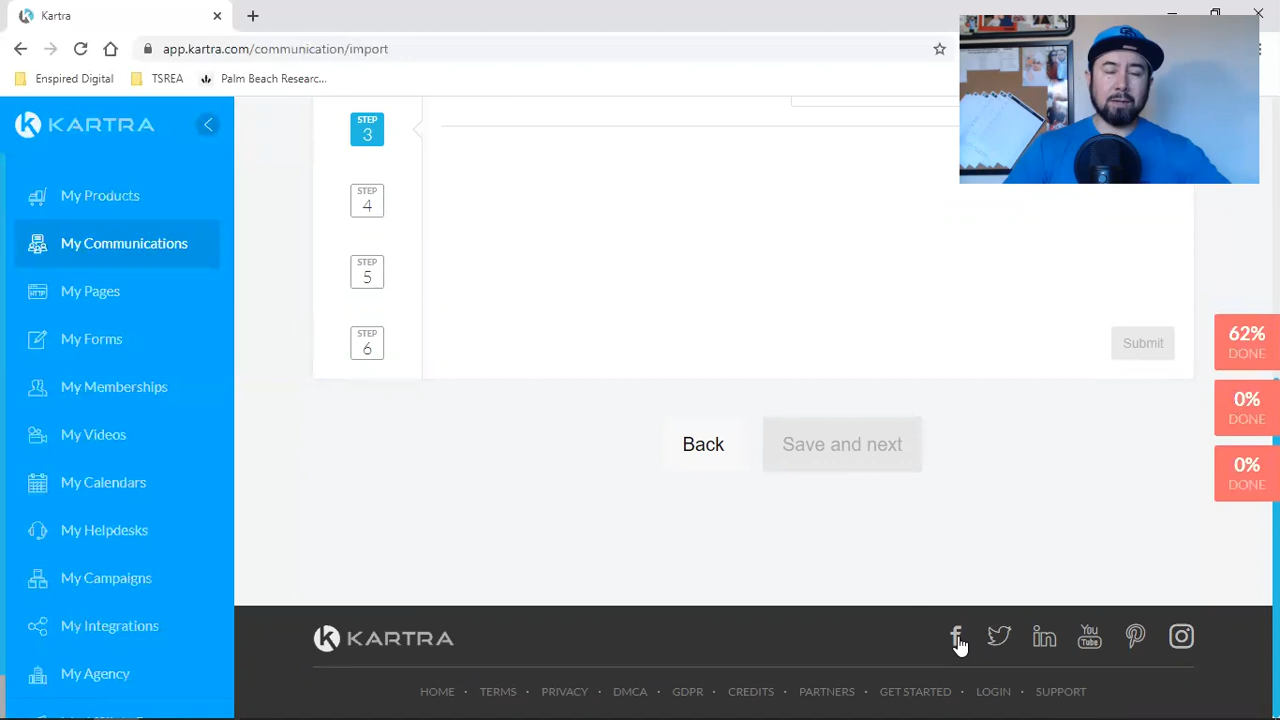 Kartra
app.kartra.com/communication/import
Enspired Digital
TSREA
Palm Beach Researc...
KARTRA
My Products
My Communications
My Pages
My Forms
My Memberships
My Videos
My Calendars
My Helpdesks
My Campaigns
My Integrations
My Agency
STEP
3
STEP
4
STEP
5
STEP
6
Submit
Back
Save and next
62%
DONE
0%
DONE
0%
DONE
KARTRA
You
Tube
HOME · TERMS · PRIVACY · DMCA · GDPR · CREDITS · PARTNERS · GET STARTED · LOGIN · SUPPORT